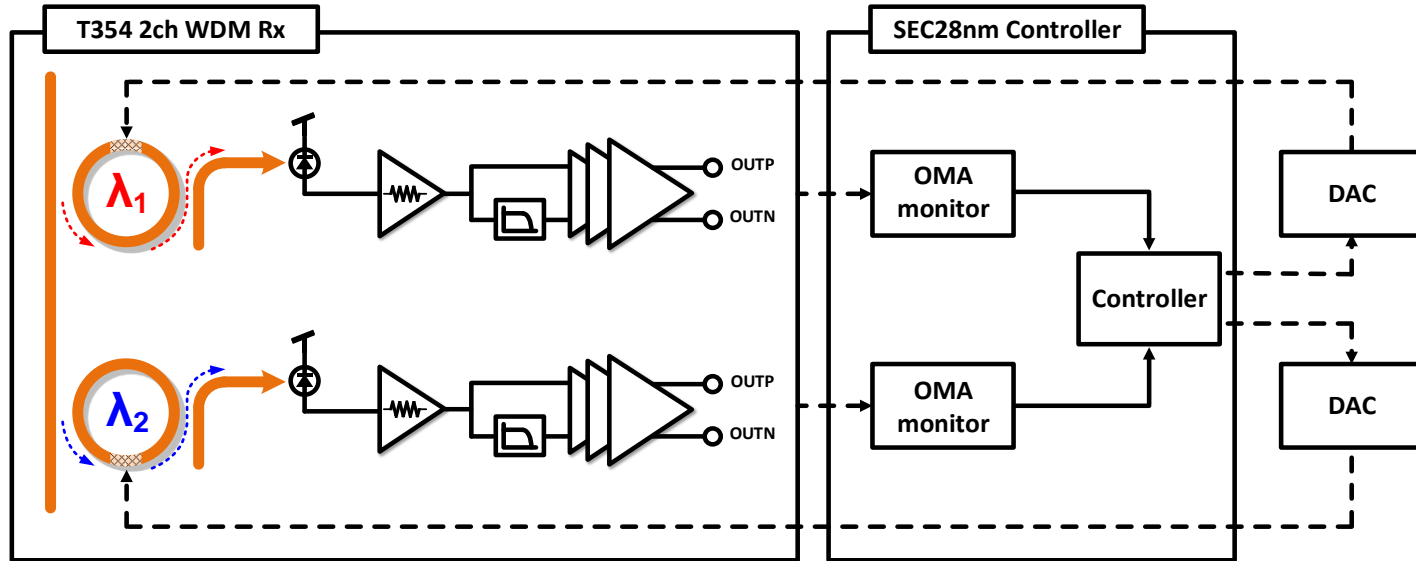 T354 2ch WDM Rx
SEC28nm Controller
λ1
OUTP
OUTN
OMA
monitor
DAC
Controller
λ2
OUTP
OUTN
OMA
monitor
DAC